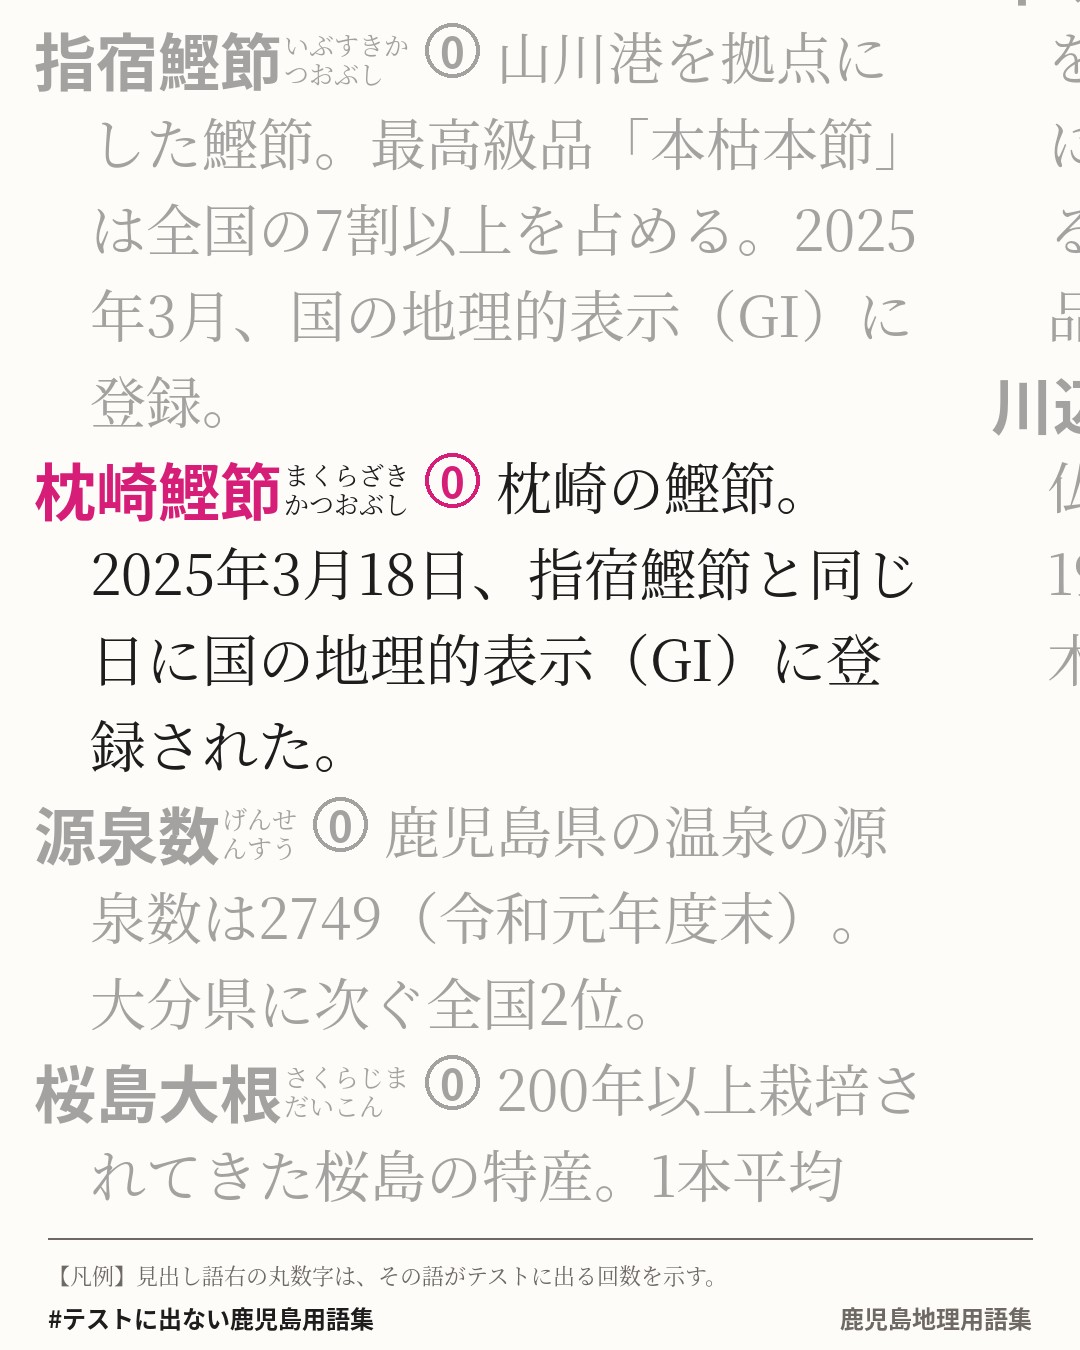 指宿鰹節 いぶすきかつおぶし ⓪ 山川港を拠点に
した鰹節。最高級品「本枯本節」
は全国の7割以上を占める。2025
年3月、国の地理的表示（GI）に
登録。
枕崎鰹節 まくらざきかつおぶし ⓪ 枕崎の鰹節。
2025年3月18日、指宿鰹節と同じ
日に国の地理的表示（GI）に登
録された。
源泉数 げんせんすう ⓪ 鹿児島県の温泉の源
泉数は2749（令和元年度末）。
大分県に次ぐ全国2位。
桜島大根 さくらじまだいこん ⓪ 200年以上栽培さ
れてきた桜島の特産。1本平均
を
に
る
品
川辺
仏
19
木
【凡例】見出し語右の丸数字は、その語がテストに出る回数を示す。
#テストに出ない鹿児島用語集
鹿児島地理用語集